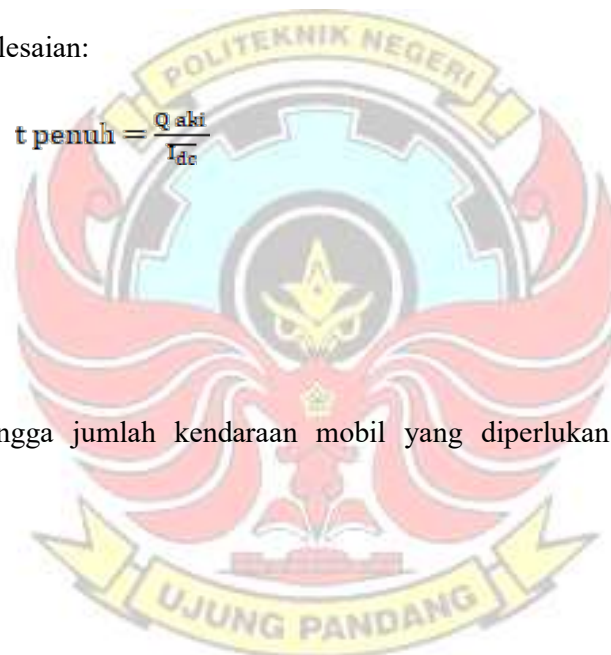 lesaian:
POLITEKNIK NEGERI
t penuh = Q aki / I dc
ngga jumlah kendaraan mobil yang diperlukan
UJUNG PANDANG